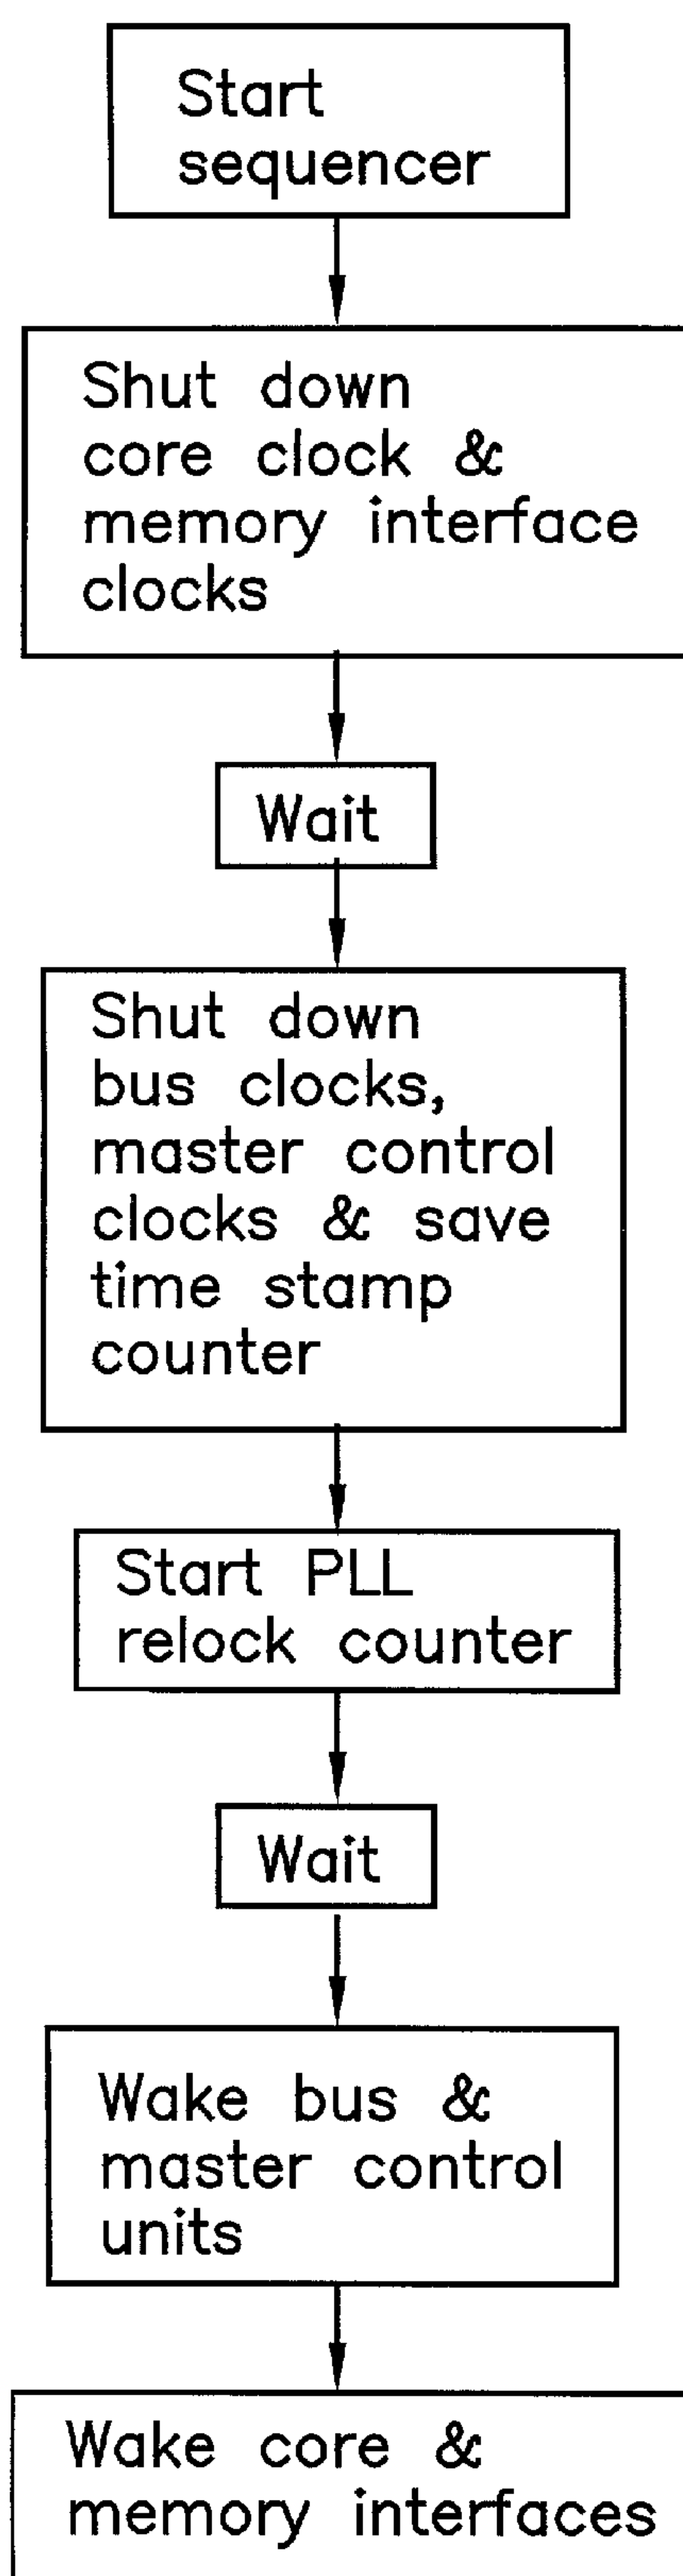 Start
sequencer
Shut down
core clock &
memory interface
clocks
Wait
Shut down
bus clocks,
master control
clocks & save
time stamp
counter
Start PLL
relock counter
Wait
Wake bus &
master control
units
Wake core &
memory interfaces